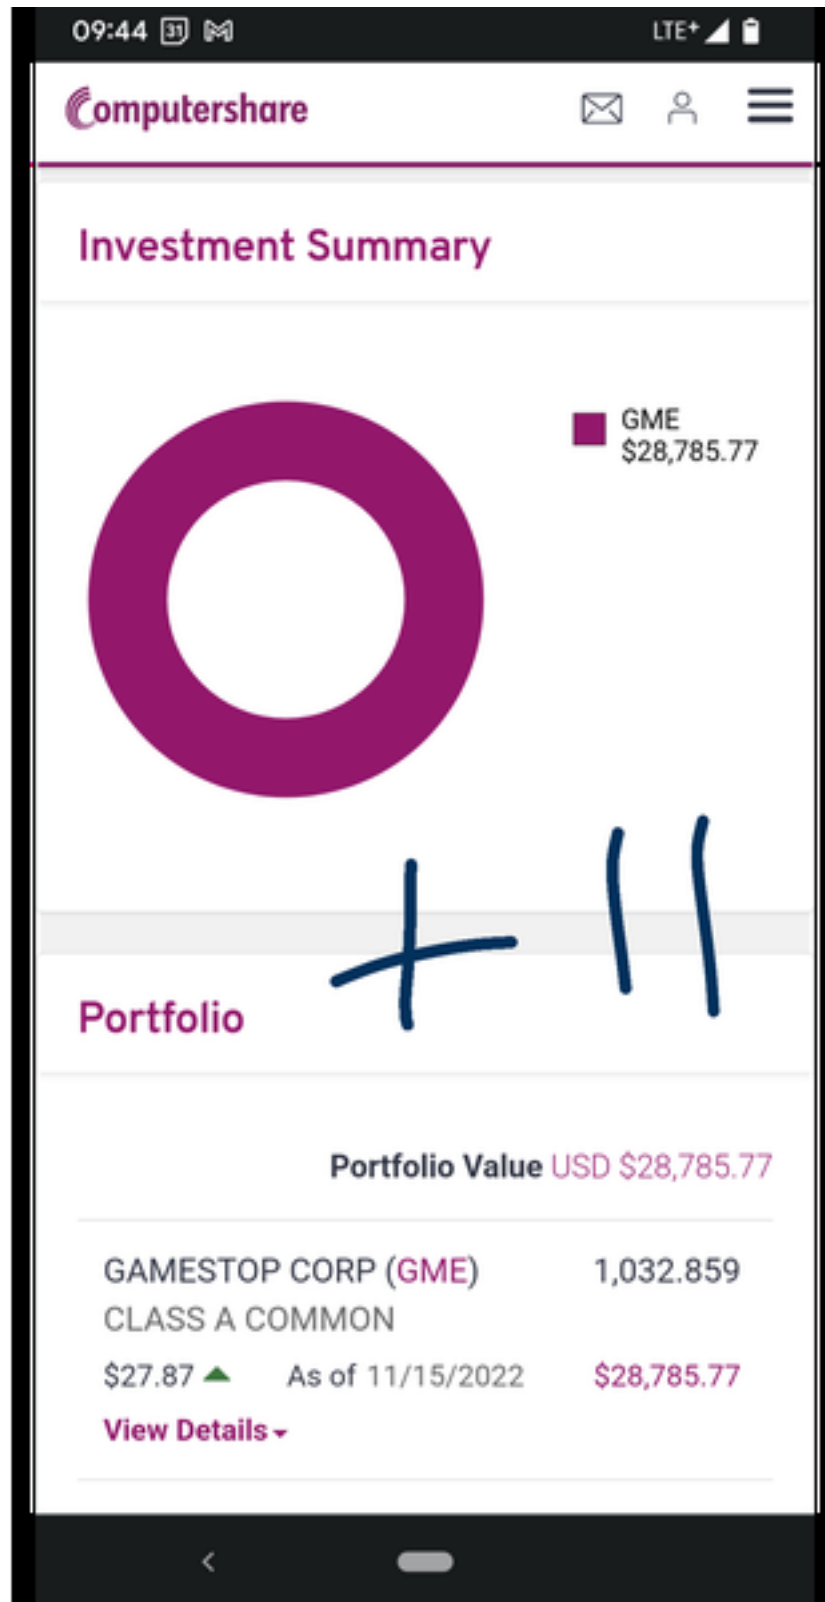 09:44 31 LTE+
Computershare
Investment Summary
GME
$28,785.77
+11
Portfolio
Portfolio Value USD $28,785.77
GAMESTOP CORP (GME) 1,032.859
CLASS A COMMON
$27.87 As of 11/15/2022 $28,785.77
View Details